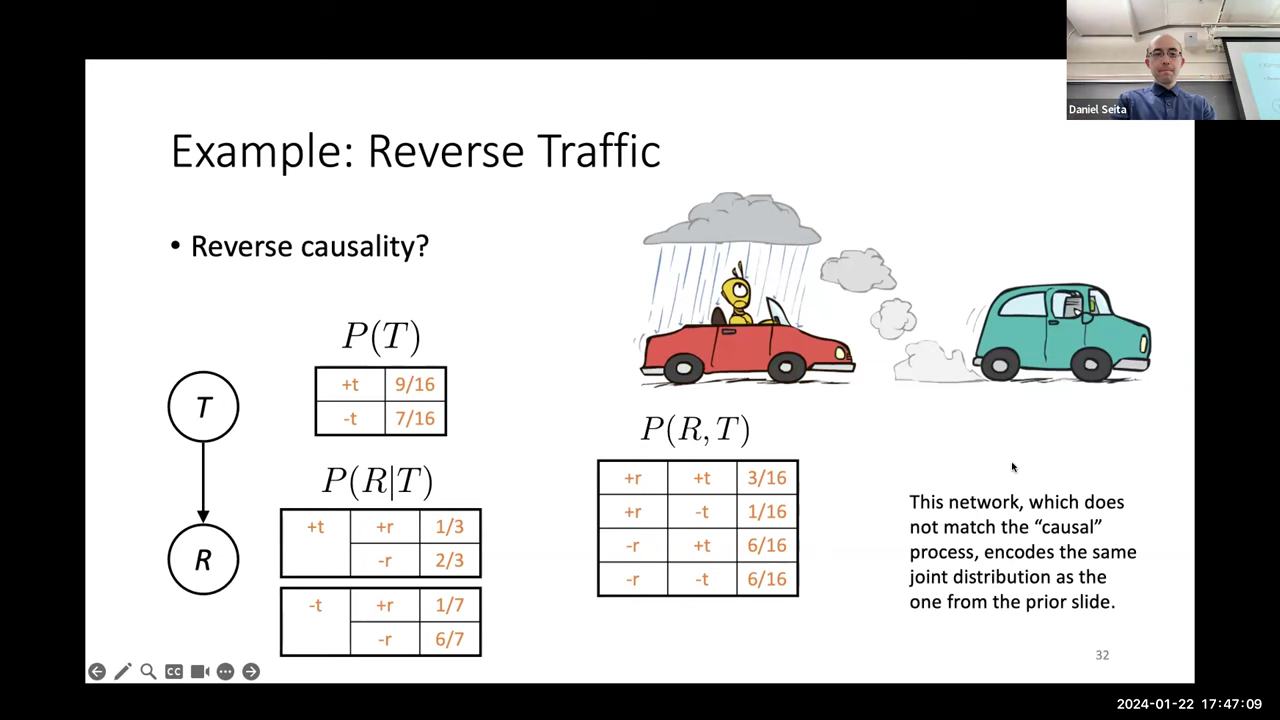 Daniel Seita
Example: Reverse Traffic
• Reverse causality?
P(T)
+t 9/16
-t 7/16
T
P(R|T)
+t +r 1/3
-r 2/3
R
-t +r 1/7
-r 6/7
P(R, T)
+r +t 3/16
+r -t 1/16
-r +t 6/16
-r -t 6/16
This network, which does
not match the “causal”
process, encodes the same
joint distribution as the
one from the prior slide.
32
CC
2024-01-22 17:47:09